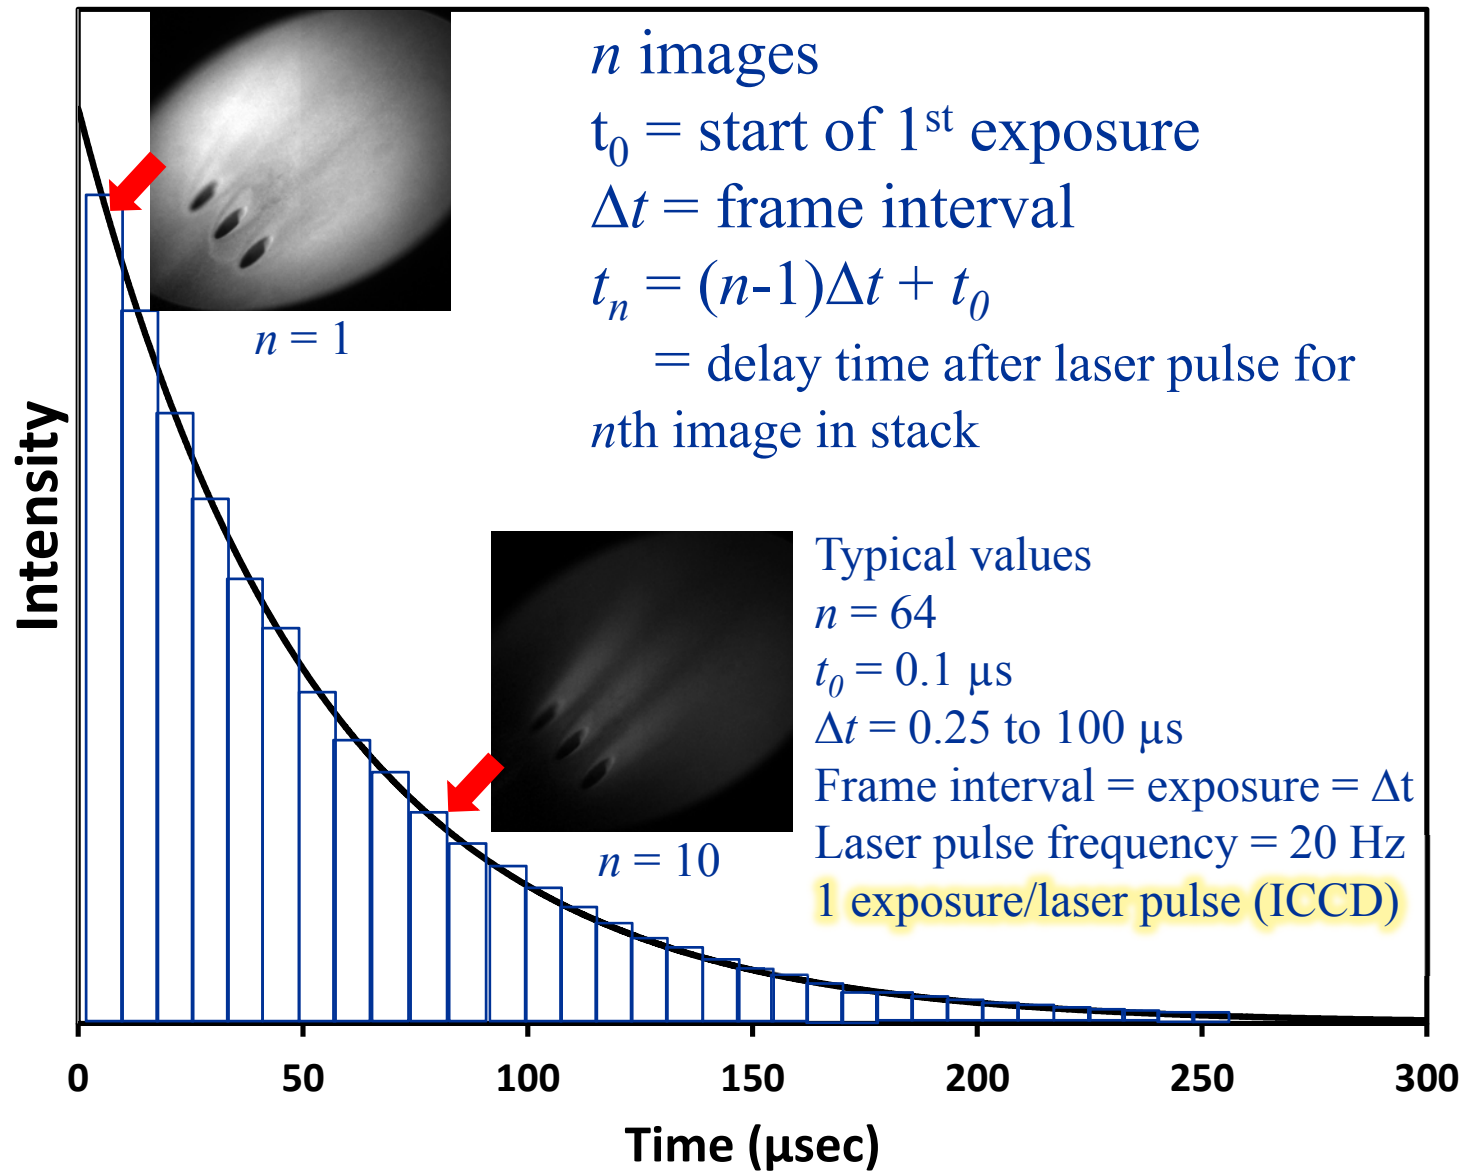 n images
t₀ = start of 1ˢᵗ exposure
Δt = frame interval
tₙ = (n-1)Δt + t₀
= delay time after laser pulse for
nth image in stack
n = 1
Intensity
Typical values
n = 64
t₀ = 0.1 μs
Δt = 0.25 to 100 μs
Frame interval = exposure = Δt
Laser pulse frequency = 20 Hz
1 exposure/laser pulse (ICCD)
n = 10
0 50 100 150 200 250 300
Time (μsec)